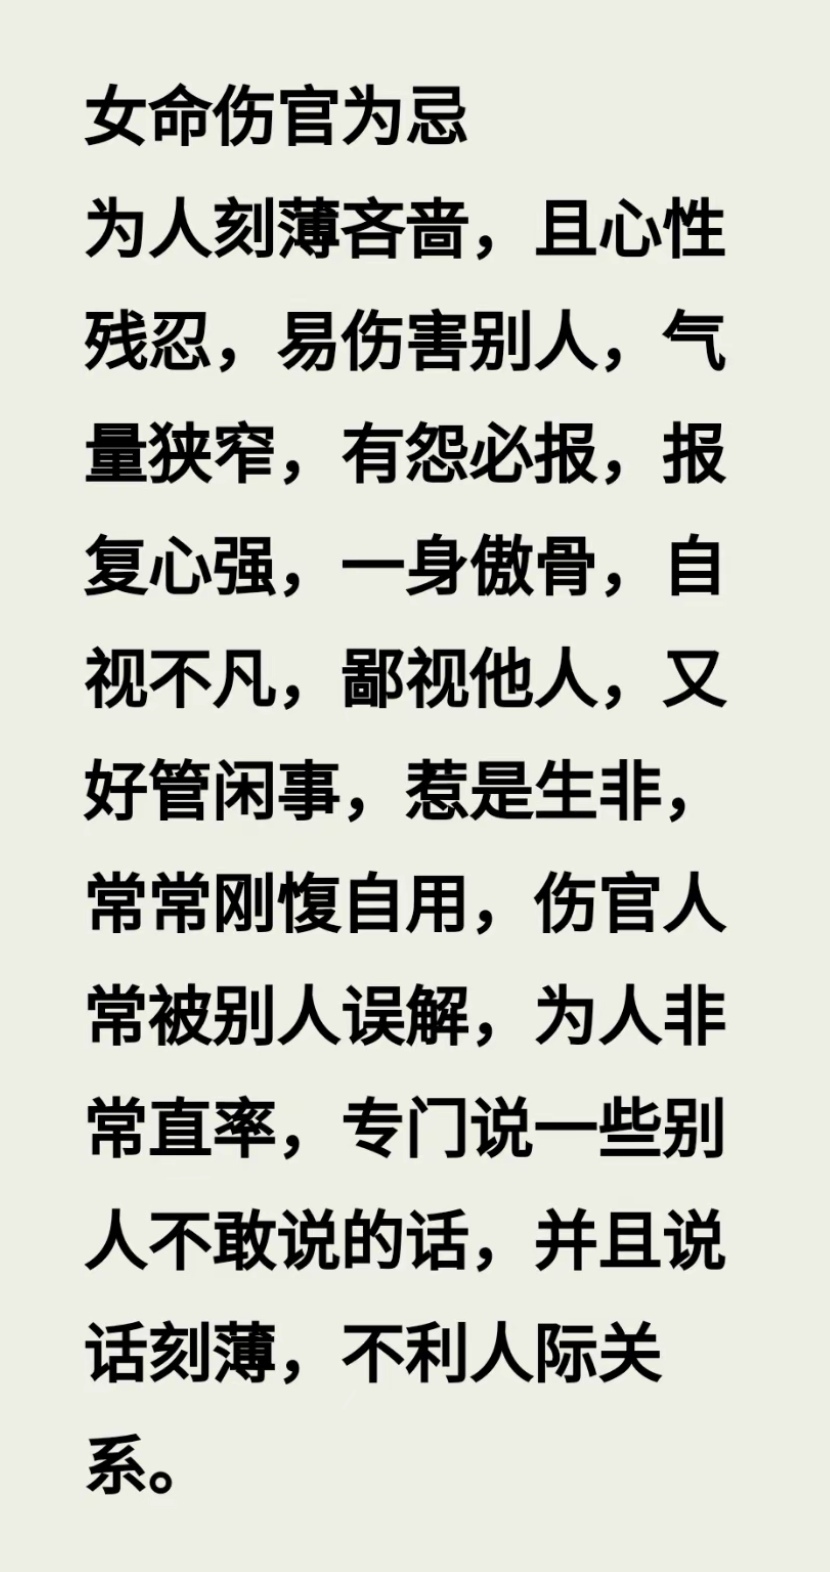 女命伤官为忌
为人刻薄吝啬，且心性
残忍，易伤害别人，气
量狭窄，有怨必报，报
复心强，一身傲骨，自
视不凡，鄙视他人，又
好管闲事，惹是生非，
常常刚愎自用，伤官人
常被别人误解，为人非
常直率，专门说一些别
人不敢说的话，并且说
话刻薄，不利人际关
系。